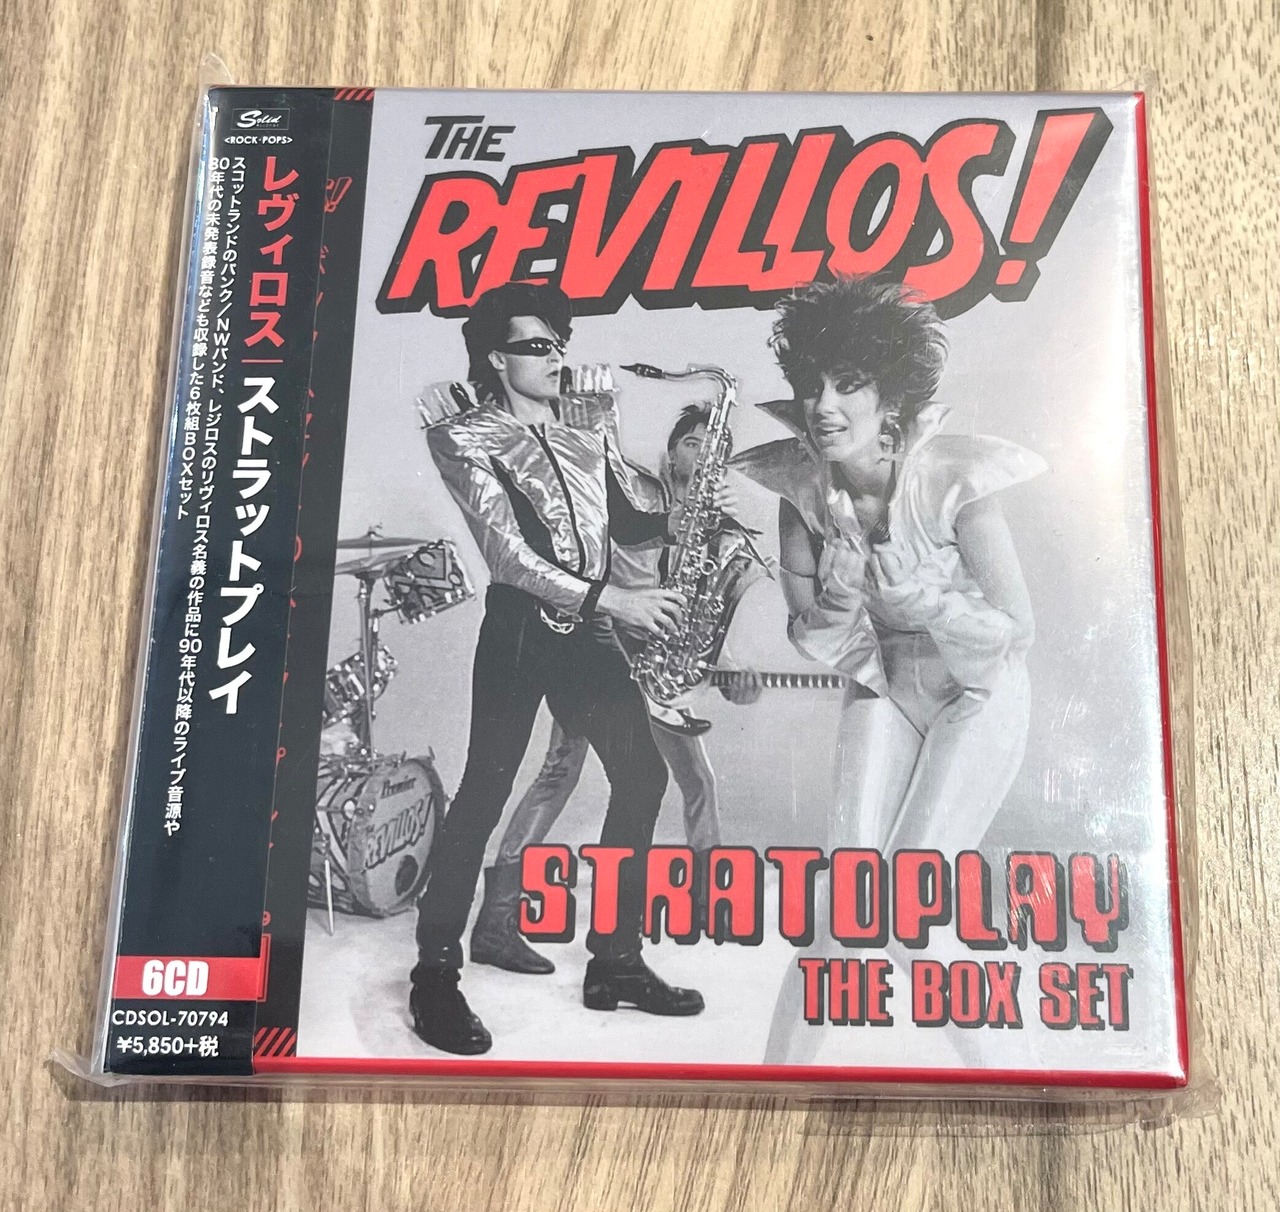 Solid
<ROCK・POPS>
レヴィロス|ストラットプレイ
スコットランドのパンク/NWバンド、レジロスのリヴィロス名義の作品に90年代以降のライブ音源や
80年代の未発表録音なども収録した6枚組BOXセット
6CD
CDSOL-70794
¥5,850+税
THE
REVILLOS!
Premier
THE
REVILLOS!
STRATOPLAY
THE BOX SET